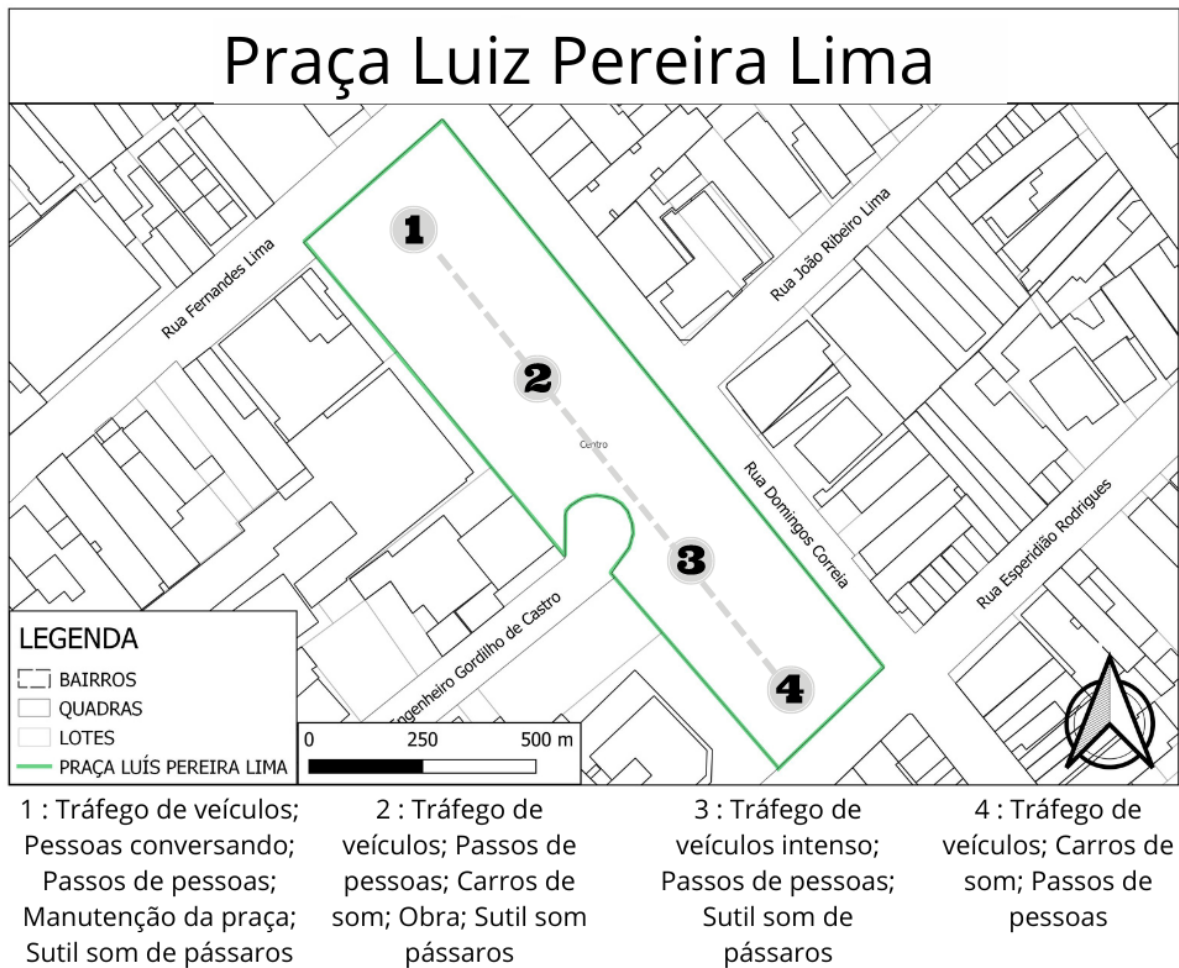 Praça Luiz Pereira Lima
1
2
3
4
Centro
Rua Fernandes Lima
Rua João Ribeiro Lima
Rua Domingos Correia
Rua Esperidião Rodrigues
Engenheiro Gordilho de Castro
LEGENDA
BAIRROS
QUADRAS
LOTES
PRAÇA LUÍS PEREIRA LIMA
0 250 500 m
1 : Tráfego de veículos;
Pessoas conversando;
Passos de pessoas;
Manutenção da praça;
Sutil som de pássaros
2 : Tráfego de
veículos; Passos de
pessoas; Carros de
som; Obra; Sutil som
pássaros
3 : Tráfego de
veículos intenso;
Passos de pessoas;
Sutil som de
pássaros
4 : Tráfego de
veículos; Carros de
som; Passos de
pessoas